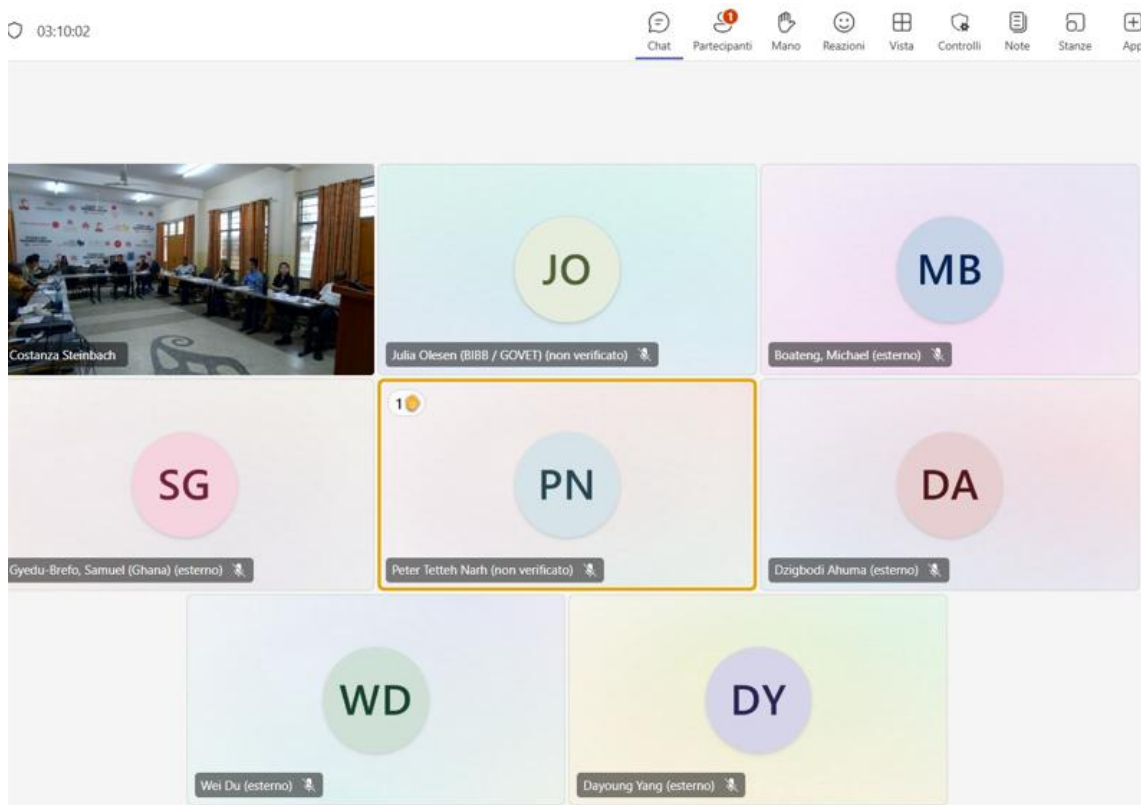 03:10:02
Chat
Partecipanti
1
Mano
Reazioni
Vista
Controlli
Note
Stanze
App
Costanza Steinbach
JO
Julia Olesen (BIBB / GOVET) (non verificato)
MB
Boateng, Michael (esterno)
SG
Gyedu-Brefo, Samuel (Ghana) (esterno)
1
PN
Peter Tetteh Narh (non verificato)
DA
Dzigbodi Ahuma (esterno)
WD
Wei Du (esterno)
DY
Dayoung Yang (esterno)